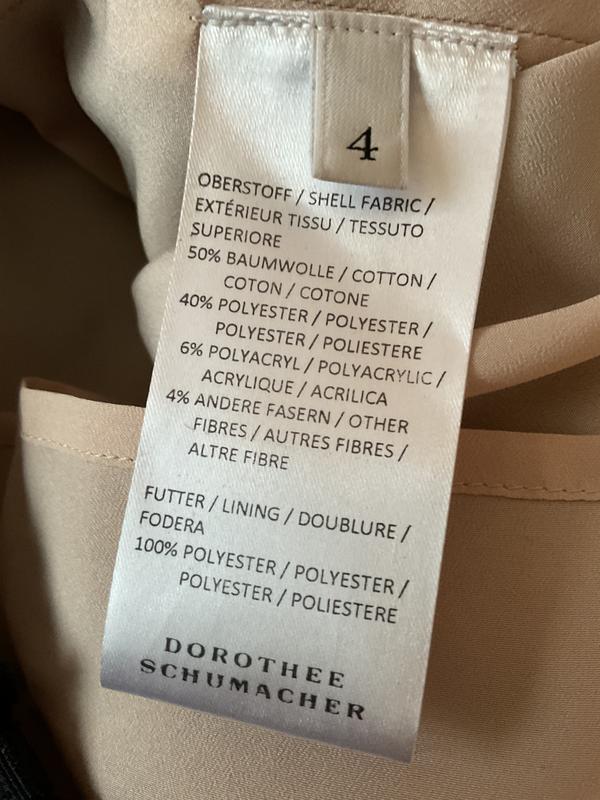 4
OBERSTOFF / SHELL FABRIC /
EXTÉRIEUR TISSU / TESSUTO
SUPERIORE
50% BAUMWOLLE / COTTON /
COTON / COTONE
40% POLYESTER / POLYESTER /
POLYESTER / POLIESTERE
6% POLYACRYL / POLYACRYLIC /
ACRYLIQUE / ACRILICA
4% ANDERE FASERN / OTHER
FIBRES / AUTRES FIBRES /
ALTRE FIBRE
FUTTER / LINING / DOUBLURE /
FODERA
100% POLYESTER / POLYESTER /
POLYESTER / POLIESTERE
DOROTHEE
SCHUMACHER